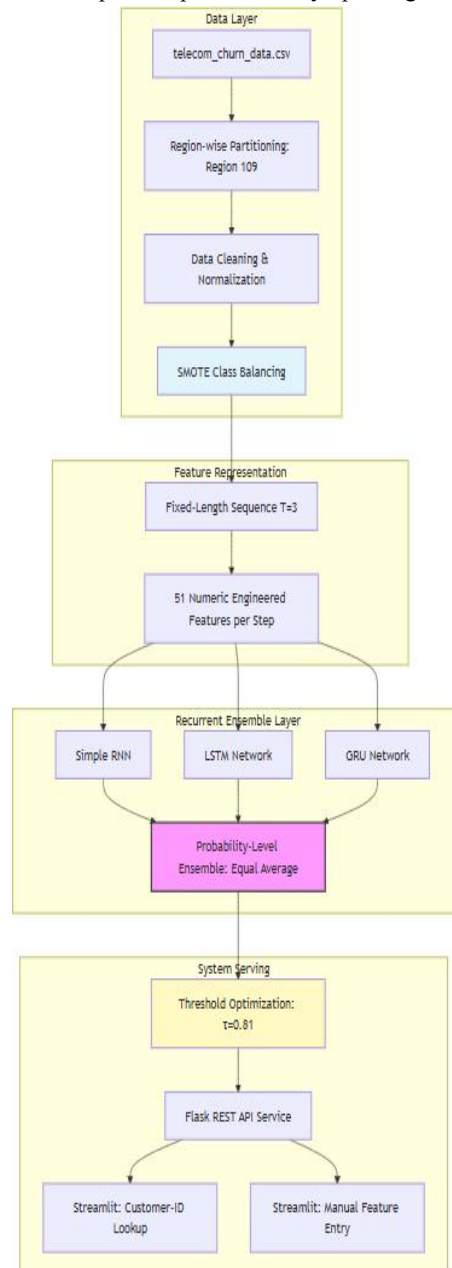 Data Layer
telecom_churn_data.csv
Region-wise Partitioning:
Region 109
Data Cleaning &
Normalization
SMOTE Class Balancing
Feature Representation
Fixed-Length Sequence T=3
51 Numeric Engineered
Features per Step
Recurrent Ensemble Layer
Simple RNN
LSTM Network
GRU Network
Probability-Level
Ensemble: Equal Average
System Serving
Threshold Optimization:
τ=0.81
Flask REST API Service
Streamlit: Customer-ID
Lookup
Streamlit: Manual Feature
Entry